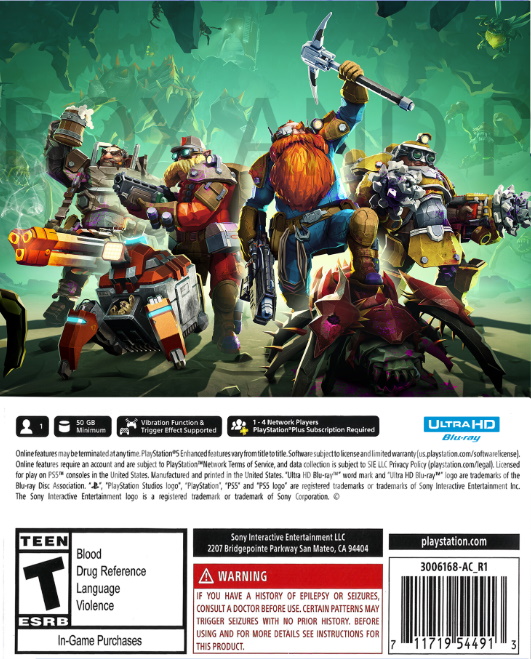 BOX AND P
1
50 GB
Minimum
Vibration Function &
Trigger Effect Supported
1 - 4 Network Players
PlayStation®Plus Subscription Required
ULTRA HD
Blu-ray
Online features may be terminated at any time. PlayStation®5 Enhanced features vary from title to title. Software subject to license and limited warranty (us.playstation.com/softwarelicense).
Online features require an account and are subject to PlayStation™Network Terms of Service, and data collection is subject to SIE LLC Privacy Policy (playstation.com/legal). Licensed
for play on PS5™ consoles in the United States. Manufactured and printed in the United States. "Ultra HD Blu-ray™" word mark and "Ultra HD Blu-ray™" logo are trademarks of the
Blu-ray Disc Association. "PS", "PlayStation Studios logo", "PlayStation", "PS5" and "PS5 logo" are registered trademarks or trademarks of Sony Interactive Entertainment Inc.
The Sony Interactive Entertainment logo is a registered trademark or trademark of Sony Corporation. ©
TEEN
T
ESRB
Blood
Drug Reference
Language
Violence
In-Game Purchases
Sony Interactive Entertainment LLC
2207 Bridgepointe Parkway San Mateo, CA 94404
WARNING
IF YOU HAVE A HISTORY OF EPILEPSY OR SEIZURES,
CONSULT A DOCTOR BEFORE USE. CERTAIN PATTERNS MAY
TRIGGER SEIZURES WITH NO PRIOR HISTORY. BEFORE
USING AND FOR MORE DETAILS SEE INSTRUCTIONS FOR
THIS PRODUCT.
playstation.com
3006168-AC_R1
7 11719 54491 3